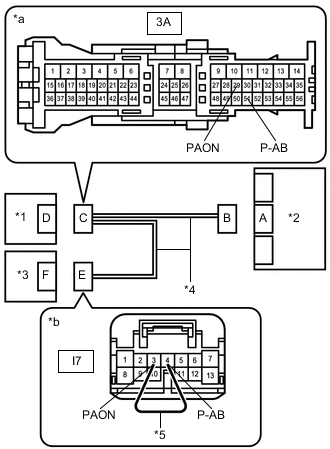 *a
3A
1 2 3 4 5 6 7 8 9 10 11 12 13 14
15 16 17 18 19 20 21 22 23 24 25 26 27 28 29 30 31 32 33 34 35
36 37 38 39 40 41 42 43 44 45 46 47 48 49 50 51 52 53 54 55 56
PAON P-AB
*1 D C B A *2
*3 F E
*4
*b
I7
1 2 3 4 5 6 7
8 9 10 11 12 13
PAON P-AB
*5